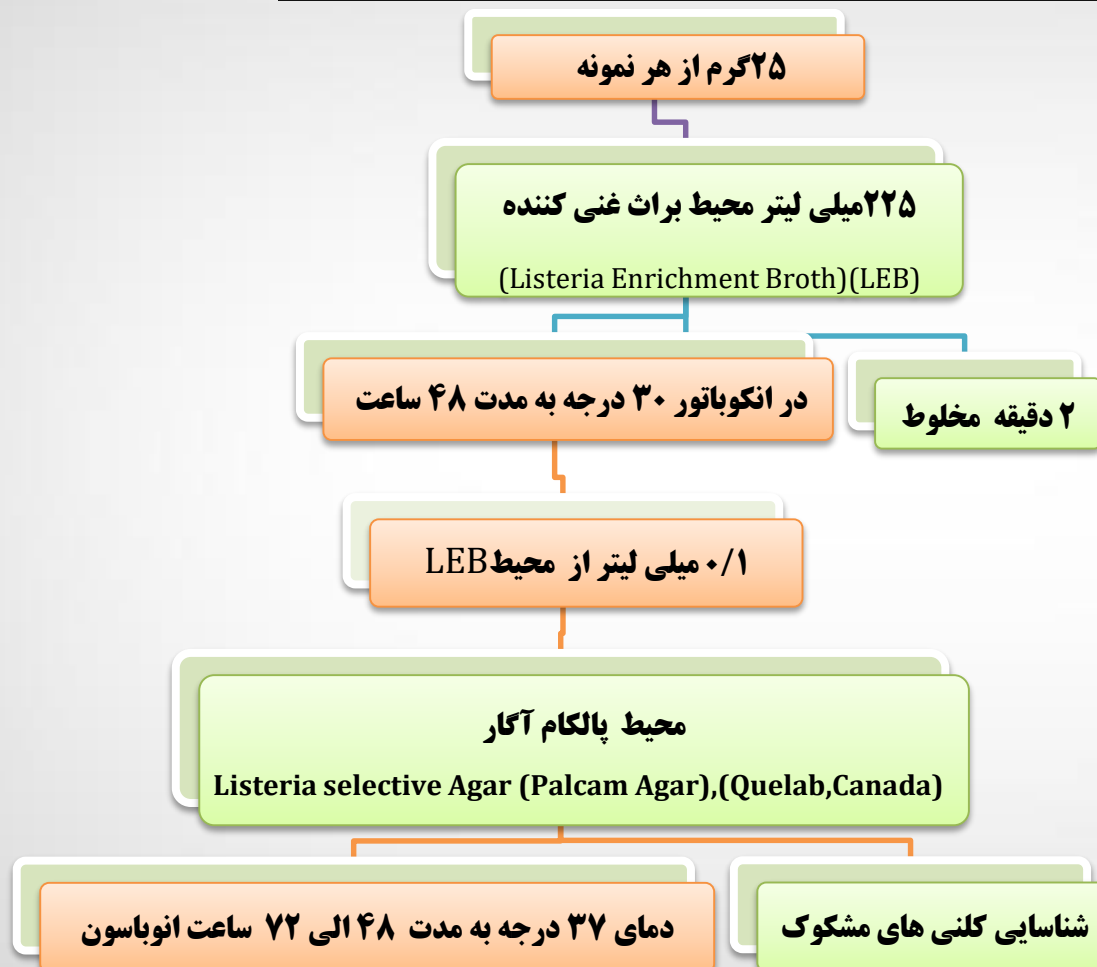 ۲۵گرم از هر نمونه
۲۲۵میلی لیتر محیط براث غنی کننده
(Listeria Enrichment Broth)(LEB)
۲ دقیقه مخلوط
در انکوباتور ۳۰ درجه به مدت ۴۸ ساعت
۰/۱ میلی لیتر از محیطLEB
محیط پالکام آگار
Listeria selective Agar (Palcam Agar),(Quelab,Canada)
شناسایی کلنی های مشکوک
دمای ۳۷ درجه به مدت ۴۸ الی ۷۲ ساعت انوباسون